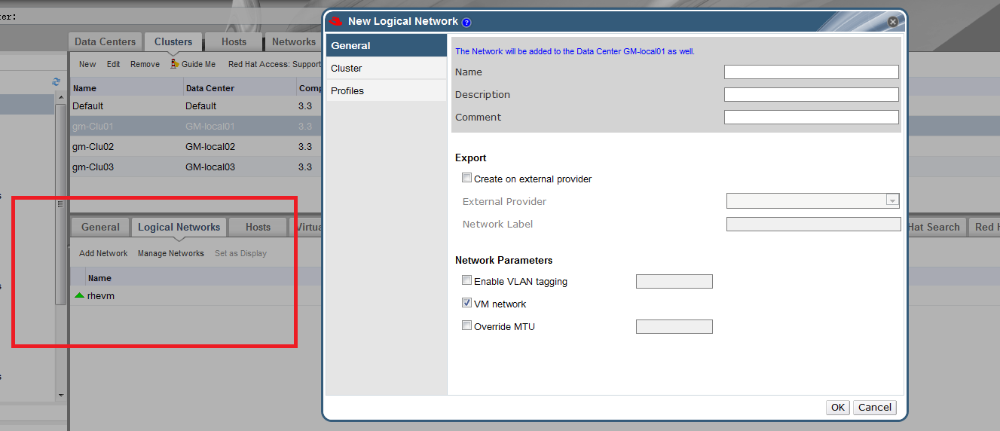 ter:
Data Centers Clusters Hosts Networks
New Edit Remove Guide Me Red Hat Access: Support
Name Data Center Comp
Default Default 3.3
gm-Clu01 GM-local01 3.3
gm-Clu02 GM-local02 3.3
gm-Clu03 GM-local03 3.3
General Logical Networks Hosts Virtua
Add Network Manage Networks Set as Display
Name
rhevm
New Logical Network ?
General
Cluster
Profiles
The Network will be added to the Data Center GM-local01 as well.
Name
Description
Comment
Export
Create on external provider
External Provider
Network Label
Network Parameters
Enable VLAN tagging
VM network
Override MTU
OK Cancel
Hat Search Red H